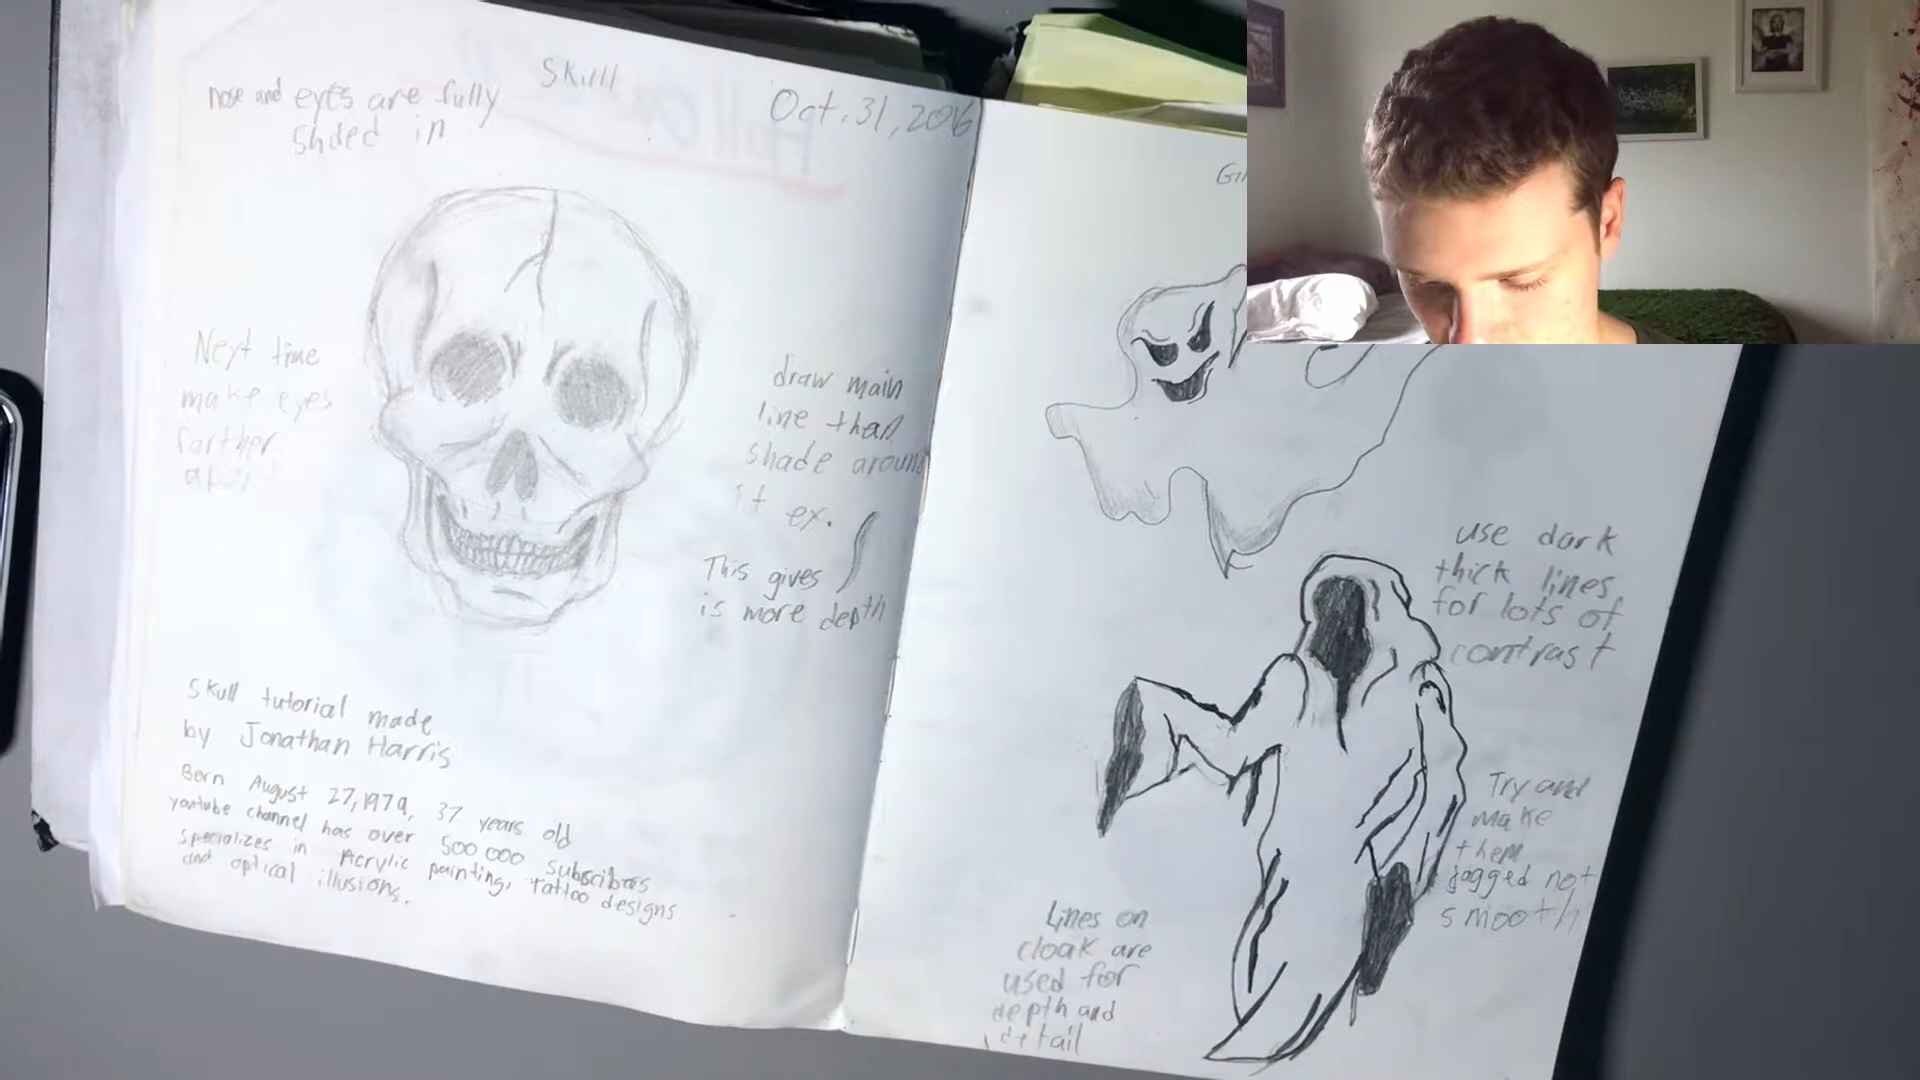 Skull
nose and eyes are fully
shded in
Oct. 31, 2016
Next time
make eyes
farther
apart
draw main
line than
shade around
it ex.
This gives
is more depth
Skull tutorial made
by Jonathan Harris
Born August 27, 1979, 37 years old
youtube channel has over 500 000 subscribers
specializes in Acrylic painting, tattoo designs
and optical illusions.
use dark
thick lines
for lots of
contrast
Try and
make
them
jagged not
smooth
Lines on
cloak are
used for
depth and
detail